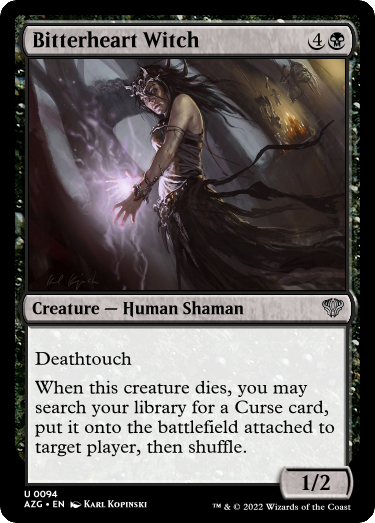 Bitterheart Witch 4
Creature — Human Shaman
Deathtouch
When this creature dies, you may
search your library for a Curse card,
put it onto the battlefield attached to
target player, then shuffle.
1/2
U 0094
AZG • EN Karl Kopinski
™ & © 2022 Wizards of the Coast